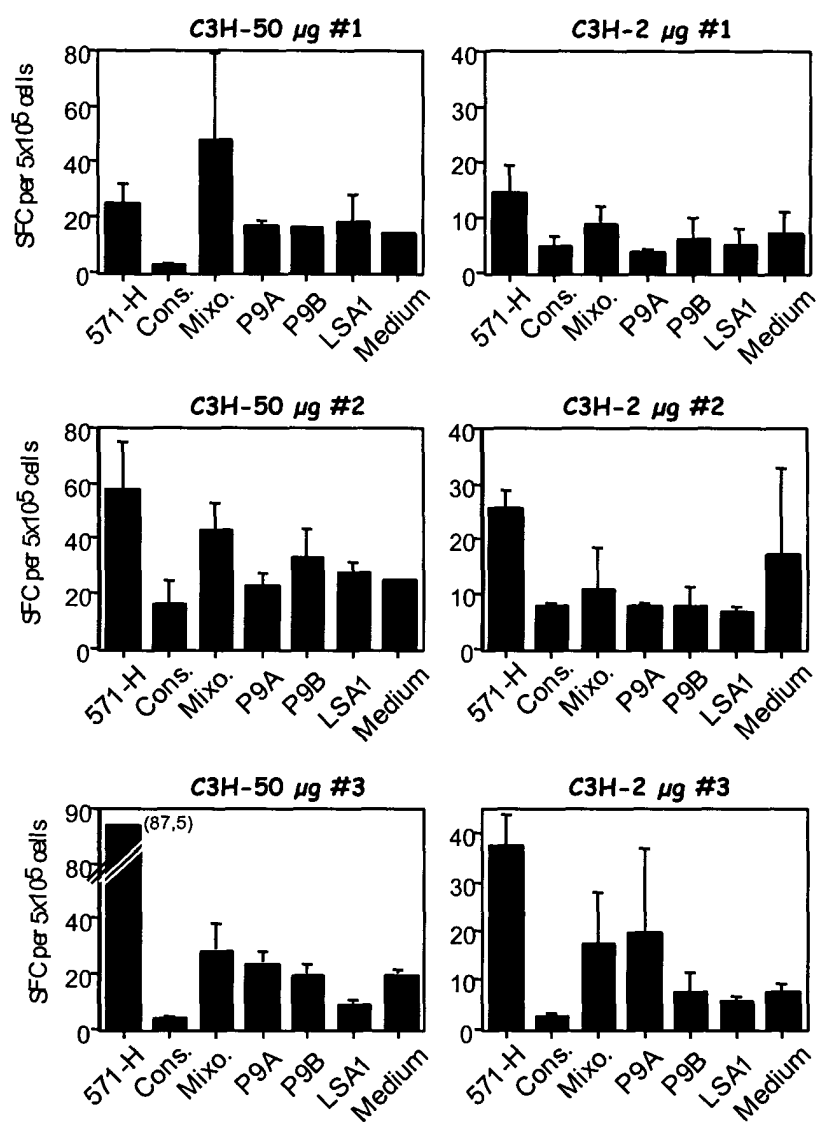 C3H-50 µg #1
SFC per 5x10⁵ cells
80
60
40
20
0
571-H Cons. Mixo. P9A P9B LSA1 Medium
C3H-2 µg #1
40
30
20
10
0
571-H Cons. Mixo. P9A P9B LSA1 Medium
C3H-50 µg #2
SFC per 5x10⁵ cells
80
60
40
20
0
571-H Cons. Mixo. P9A P9B LSA1 Medium
C3H-2 µg #2
40
30
20
10
0
571-H Cons. Mixo. P9A P9B LSA1 Medium
C3H-50 µg #3
SFC per 5x10⁵ cells
90
(87,5)
80
40
20
0
571-H Cons. Mixo. P9A P9B LSA1 Medium
C3H-2 µg #3
40
30
20
10
0
571-H Cons. Mixo. P9A P9B LSA1 Medium